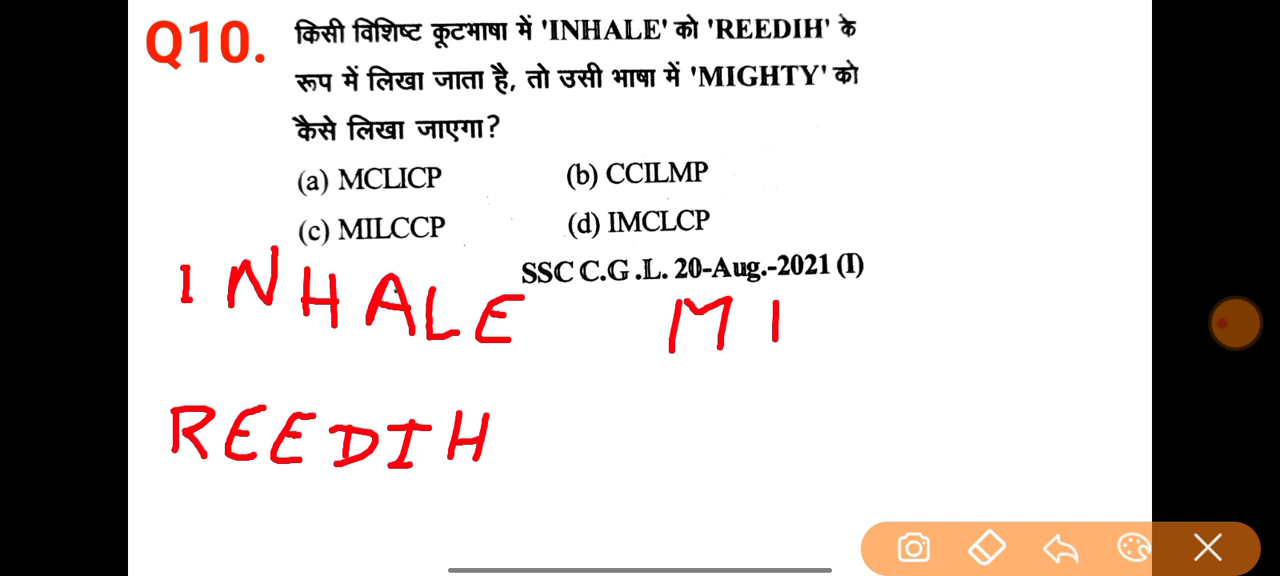 Q10. किसी विशिष्ट कूटभाषा में 'INHALE' को 'REEDIH' के
रूप में लिखा जाता है, तो उसी भाषा में 'MIGHTY' को
कैसे लिखा जाएगा?
(a) MCLICP (b) CCILMP
(c) MILCCP (d) IMCLCP
SSC C.G.L. 20-Aug.-2021 (I)
INHALE MI
REEDIH